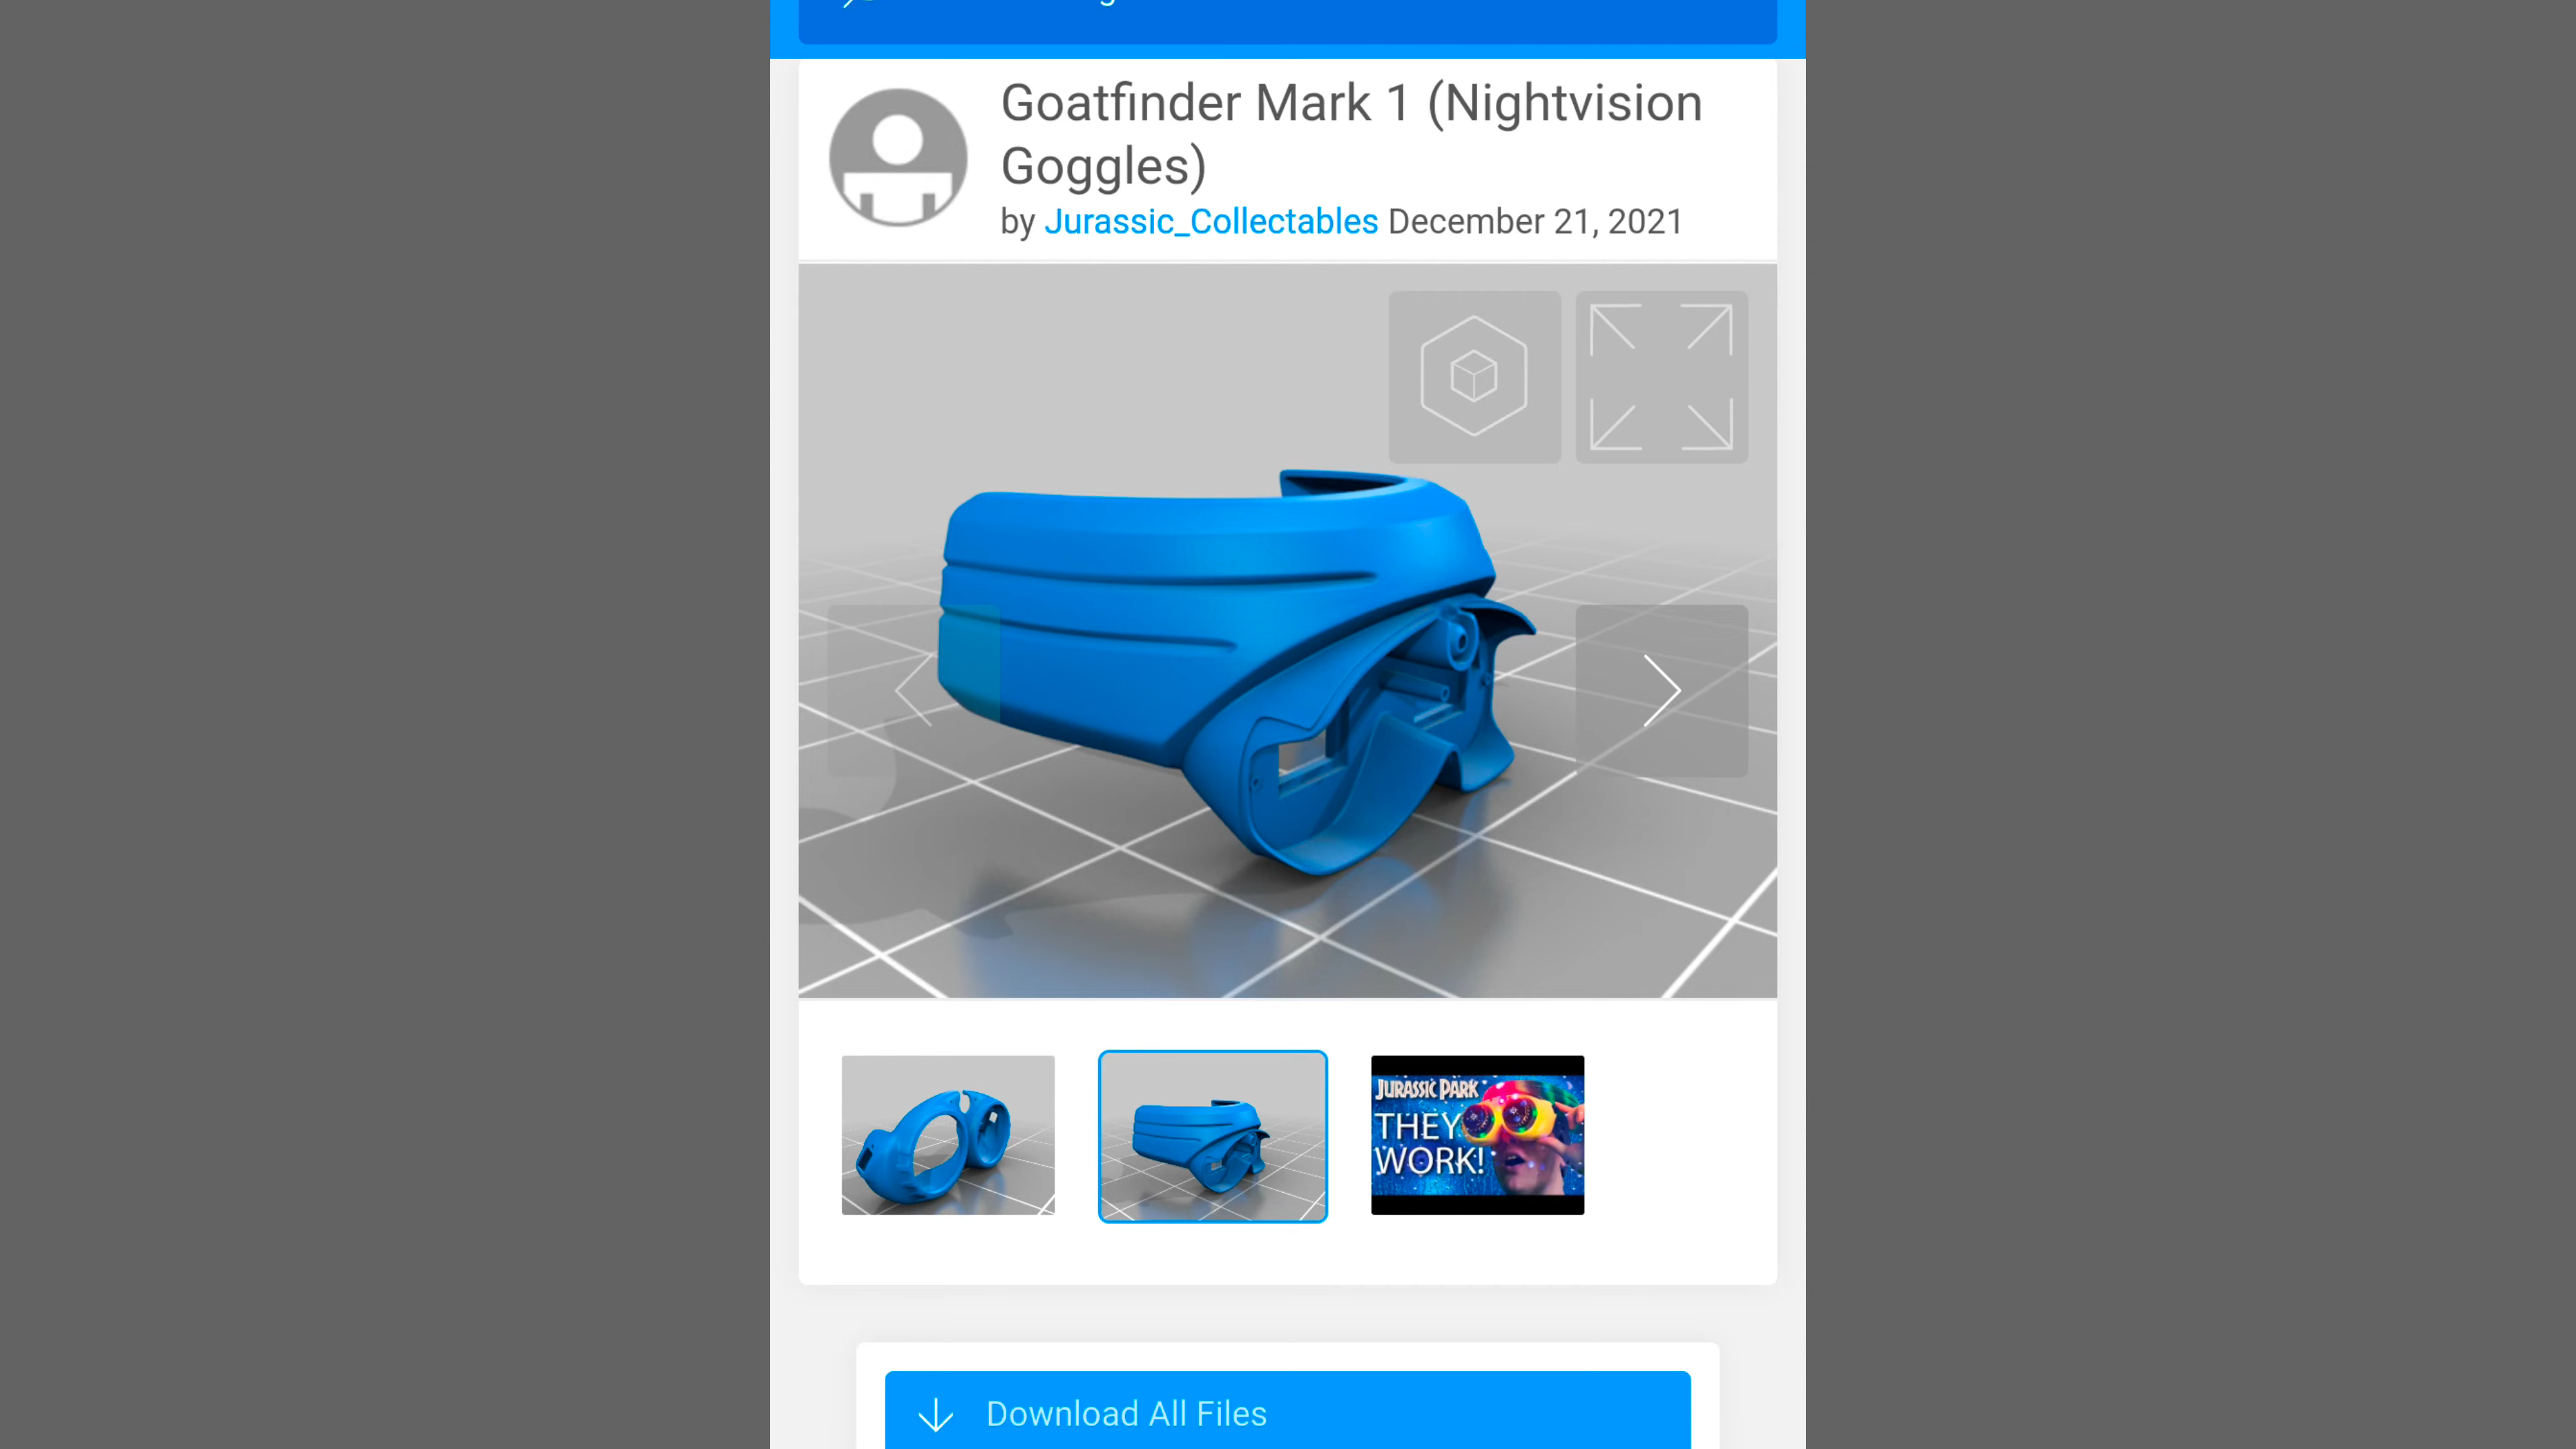 Goatfinder Mark 1 (Nightvision
Goggles)
by Jurassic_Collectables December 21, 2021
JURASSIC PARK
THEY
WORK!
Download All Files